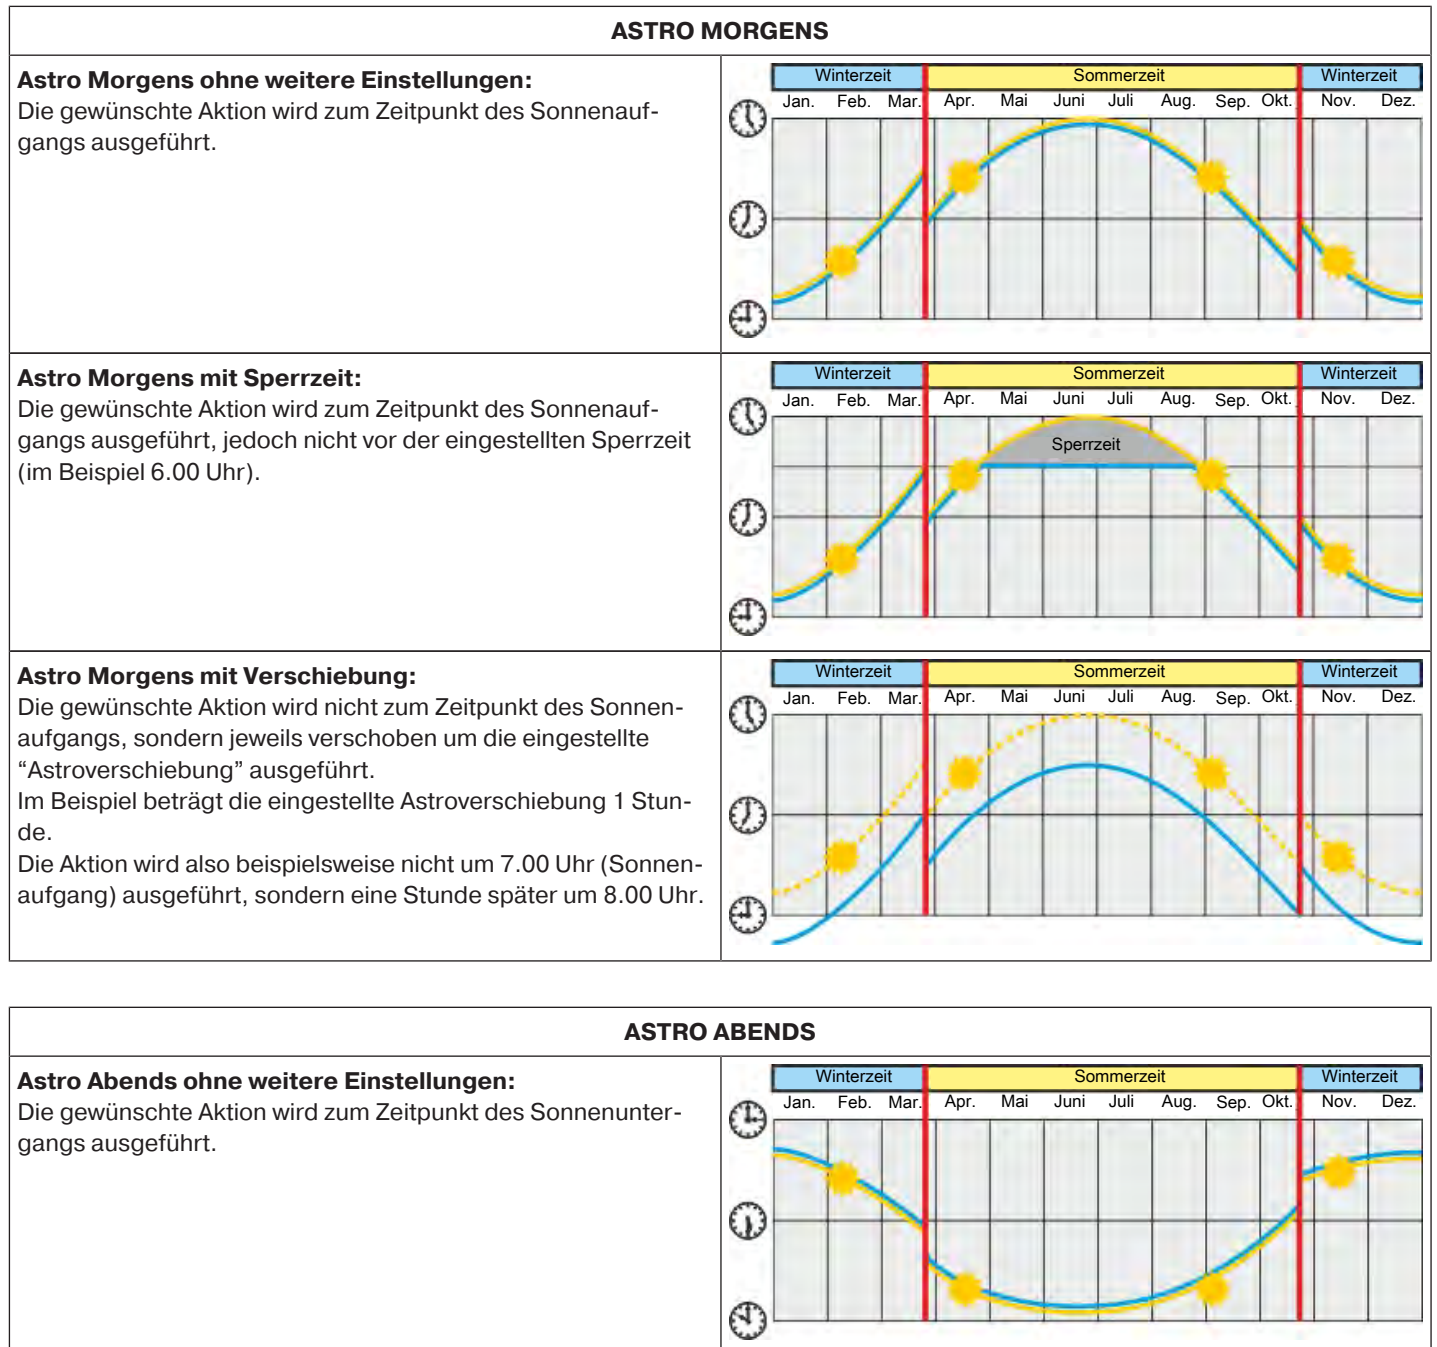 ASTRO MORGENS
Astro Morgens ohne weitere Einstellungen:
Die gewünschte Aktion wird zum Zeitpunkt des Sonnenauf-
gangs ausgeführt.
Winterzeit Sommerzeit Winterzeit
Jan. Feb. Mar. Apr. Mai Juni Juli Aug. Sep. Okt. Nov. Dez.
Astro Morgens mit Sperrzeit:
Die gewünschte Aktion wird zum Zeitpunkt des Sonnenauf-
gangs ausgeführt, jedoch nicht vor der eingestellten Sperrzeit
(im Beispiel 6.00 Uhr).
Winterzeit Sommerzeit Winterzeit
Jan. Feb. Mar. Apr. Mai Juni Juli Aug. Sep. Okt. Nov. Dez.
Sperrzeit
Astro Morgens mit Verschiebung:
Die gewünschte Aktion wird nicht zum Zeitpunkt des Sonnen-
aufgangs, sondern jeweils verschoben um die eingestellte
“Astroverschiebung” ausgeführt.
Im Beispiel beträgt die eingestellte Astroverschiebung 1 Stun-
de.
Die Aktion wird also beispielsweise nicht um 7.00 Uhr (Sonnen-
aufgang) ausgeführt, sondern eine Stunde später um 8.00 Uhr.
Winterzeit Sommerzeit Winterzeit
Jan. Feb. Mar. Apr. Mai Juni Juli Aug. Sep. Okt. Nov. Dez.
ASTRO ABENDS
Astro Abends ohne weitere Einstellungen:
Die gewünschte Aktion wird zum Zeitpunkt des Sonnenunter-
gangs ausgeführt.
Winterzeit Sommerzeit Winterzeit
Jan. Feb. Mar. Apr. Mai Juni Juli Aug. Sep. Okt. Nov. Dez.